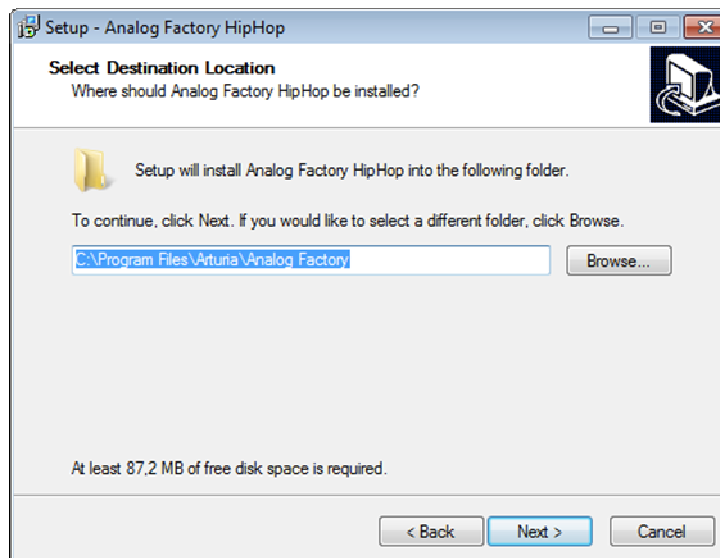 Setup - Analog Factory HipHop
Select Destination Location
Where should Analog Factory HipHop be installed?
Setup will install Analog Factory HipHop into the following folder.
To continue, click Next. If you would like to select a different folder, click Browse.
C:\Program Files\Arturia\Analog Factory
Browse...
At least 87,2 MB of free disk space is required.
< Back
Next >
Cancel